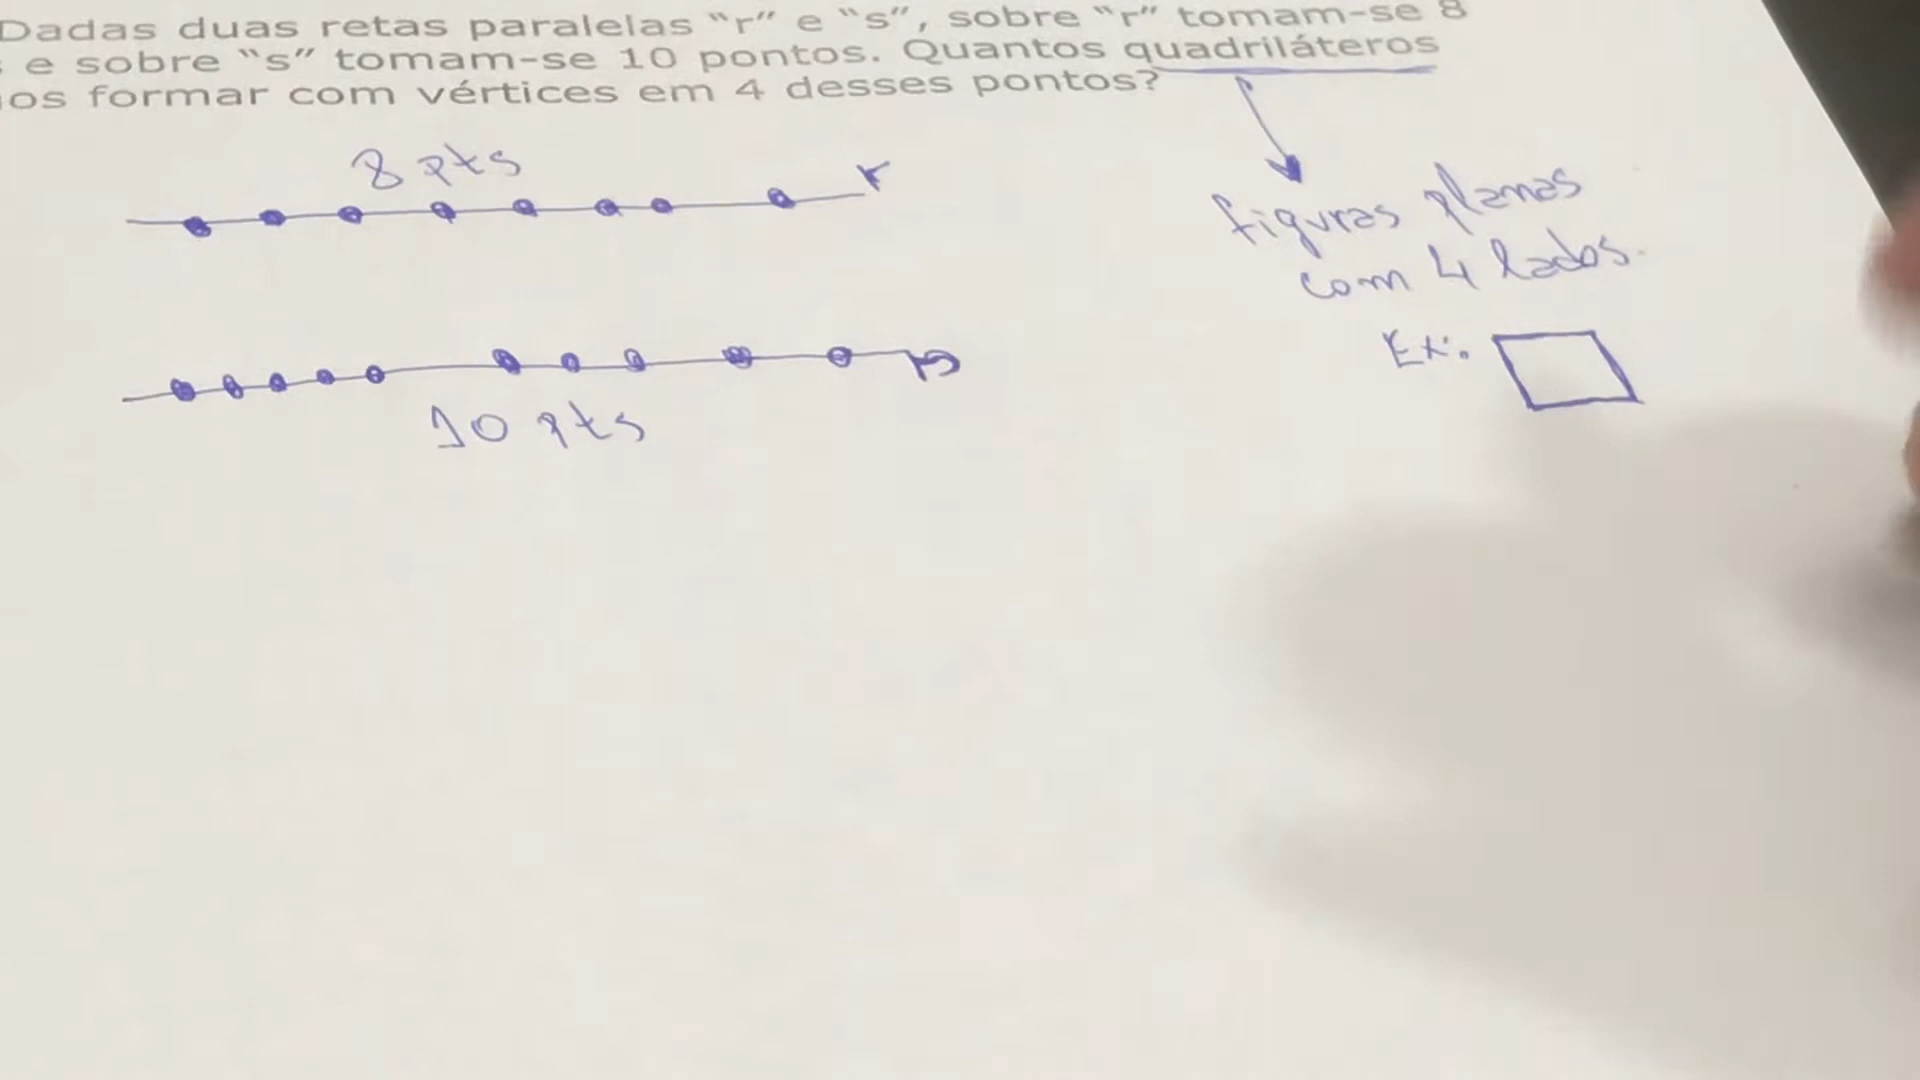 Dadas duas retas paralelas “r” e “s”, sobre “r” tomam-se 8
e sobre “s” tomam-se 10 pontos. Quantos quadriláteros
formar com vértices em 4 desses pontos?
8 pts
r
figuras planas
com 4 lados.
Ex:.
s
10 pts